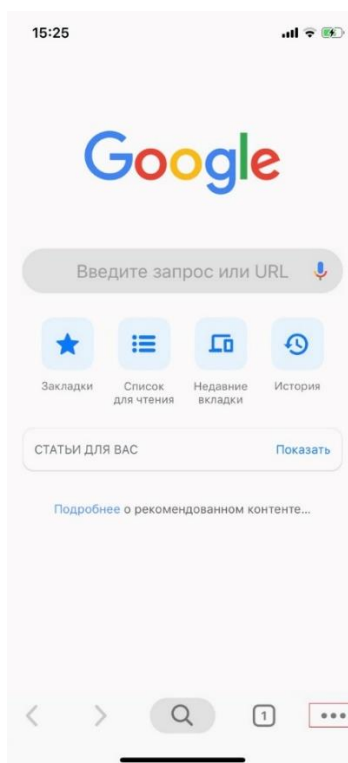 15:25
Google
Введите запрос или URL
Закладки
Список
для чтения
Недавние
вкладки
История
СТАТЬИ ДЛЯ ВАС
Показать
Подробнее о рекомендованном контенте...
1